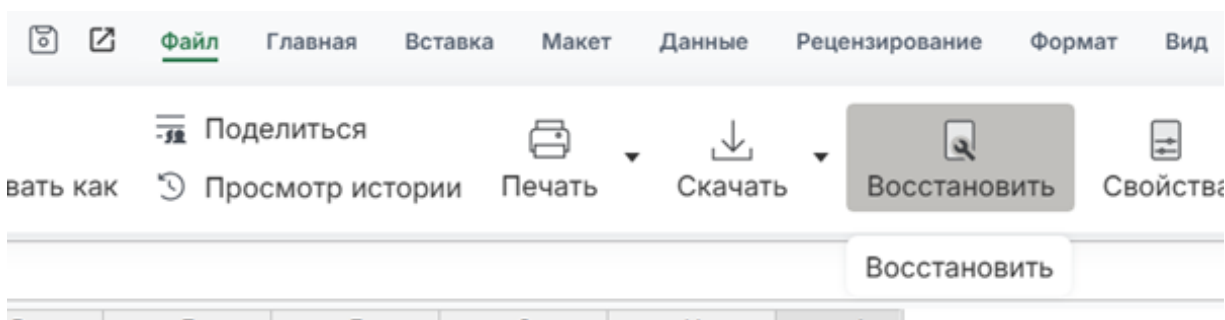 Файл Главная Вставка Макет Данные Рецензирование Формат Вид
Поделиться
вать как Просмотр истории Печать Скачать Восстановить Свойства
Восстановить